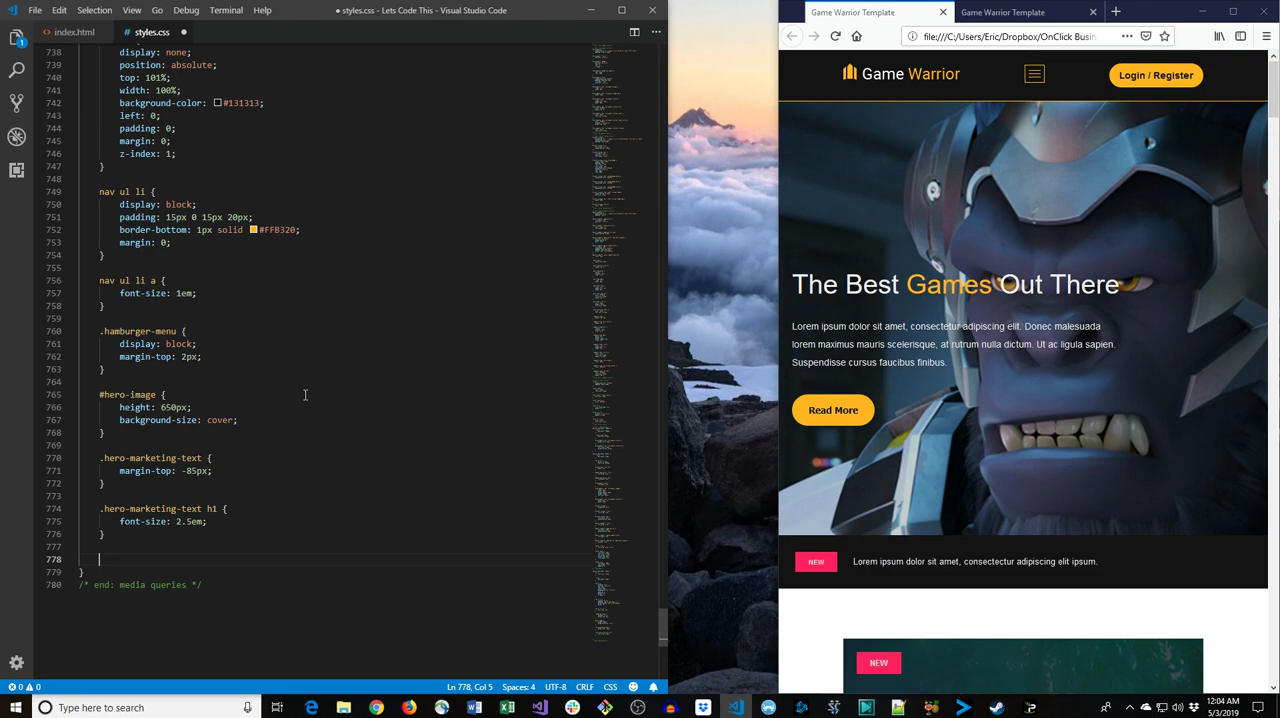 File Edit Selection View Go Debug Terminal Help
● styles.css - Lets Code This - Visual Studio Code
index.html
styles.css
738 display: none;
739 position: absolute;
740 top: 101%;
741 width: 100%;
742 background-color: #131313;
743 left: 0;
744 padding: 0;
745 margin: 0;
746 z-index: 1;
747 }
748
749 nav ul li {
750 display: block;
751 padding: 15px 0 15px 20px;
752 border-bottom: 1px solid #FFB320;
753 margin: 0;
754 }
755
756 nav ul li a {
757 font-size: 1em;
758 }
759
760 .hamburger-menu {
761 display: block;
762 margin-top: 2px;
763 }
764
765 #hero-image {
766 height: 650px;
767 background-size: cover;
768 }
769
770 .hero-marketing-text {
771 margin-top: -85px;
772 }
773
774 .hero-marketing-text h1 {
775 font-size: 2.5em;
776 }
777
778
779 }
780 /* end: media queries */
0 0
Ln 778, Col 5 Spaces: 4 UTF-8 CRLF CSS
Game Warrior Template
Game Warrior Template
file:///C:/Users/Eric/Dropbox/OnClick Busin
Game Warrior
Login / Register
The Best Games Out There
Lorem ipsum dolor sit amet, consectetur adipiscing elit. Donec malesuada
lorem maximus mauris scelerisque, at rutrum nulla dictum. Ut ac ligula sapien.
Suspendisse cursus faucibus finibus.
Read More
NEW
Lorem ipsum dolor sit amet, consectetur adipiscing elit ipsum.
NEW
Type here to search
12:04 AM
5/3/2019